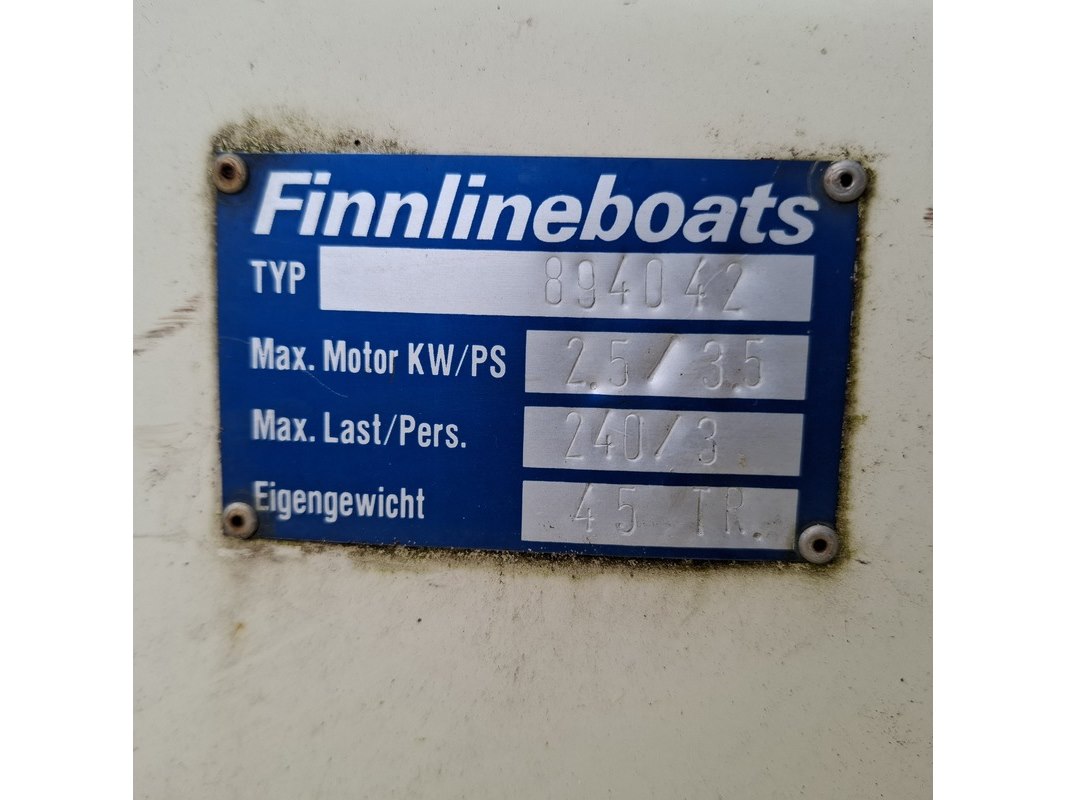 Finnlineboats
TYP 894042
Max. Motor KW/PS 2.5 / 3.5
Max. Last/Pers. 240/3
Eigengewicht 45 TR.